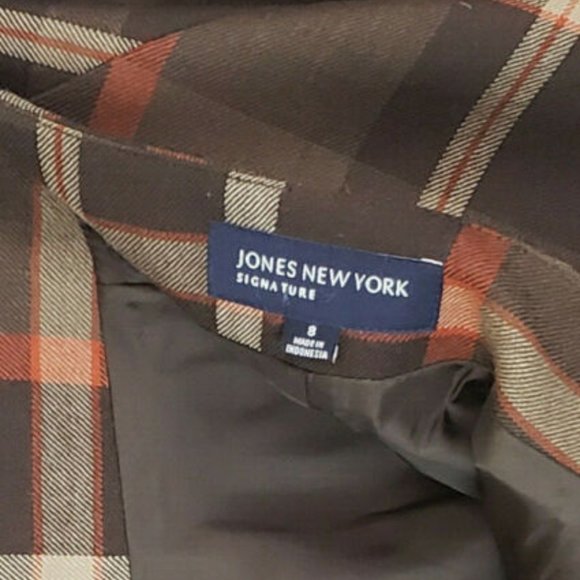 JONES NEW YORK
SIGNATURE
8
MADE IN
INDONESIA